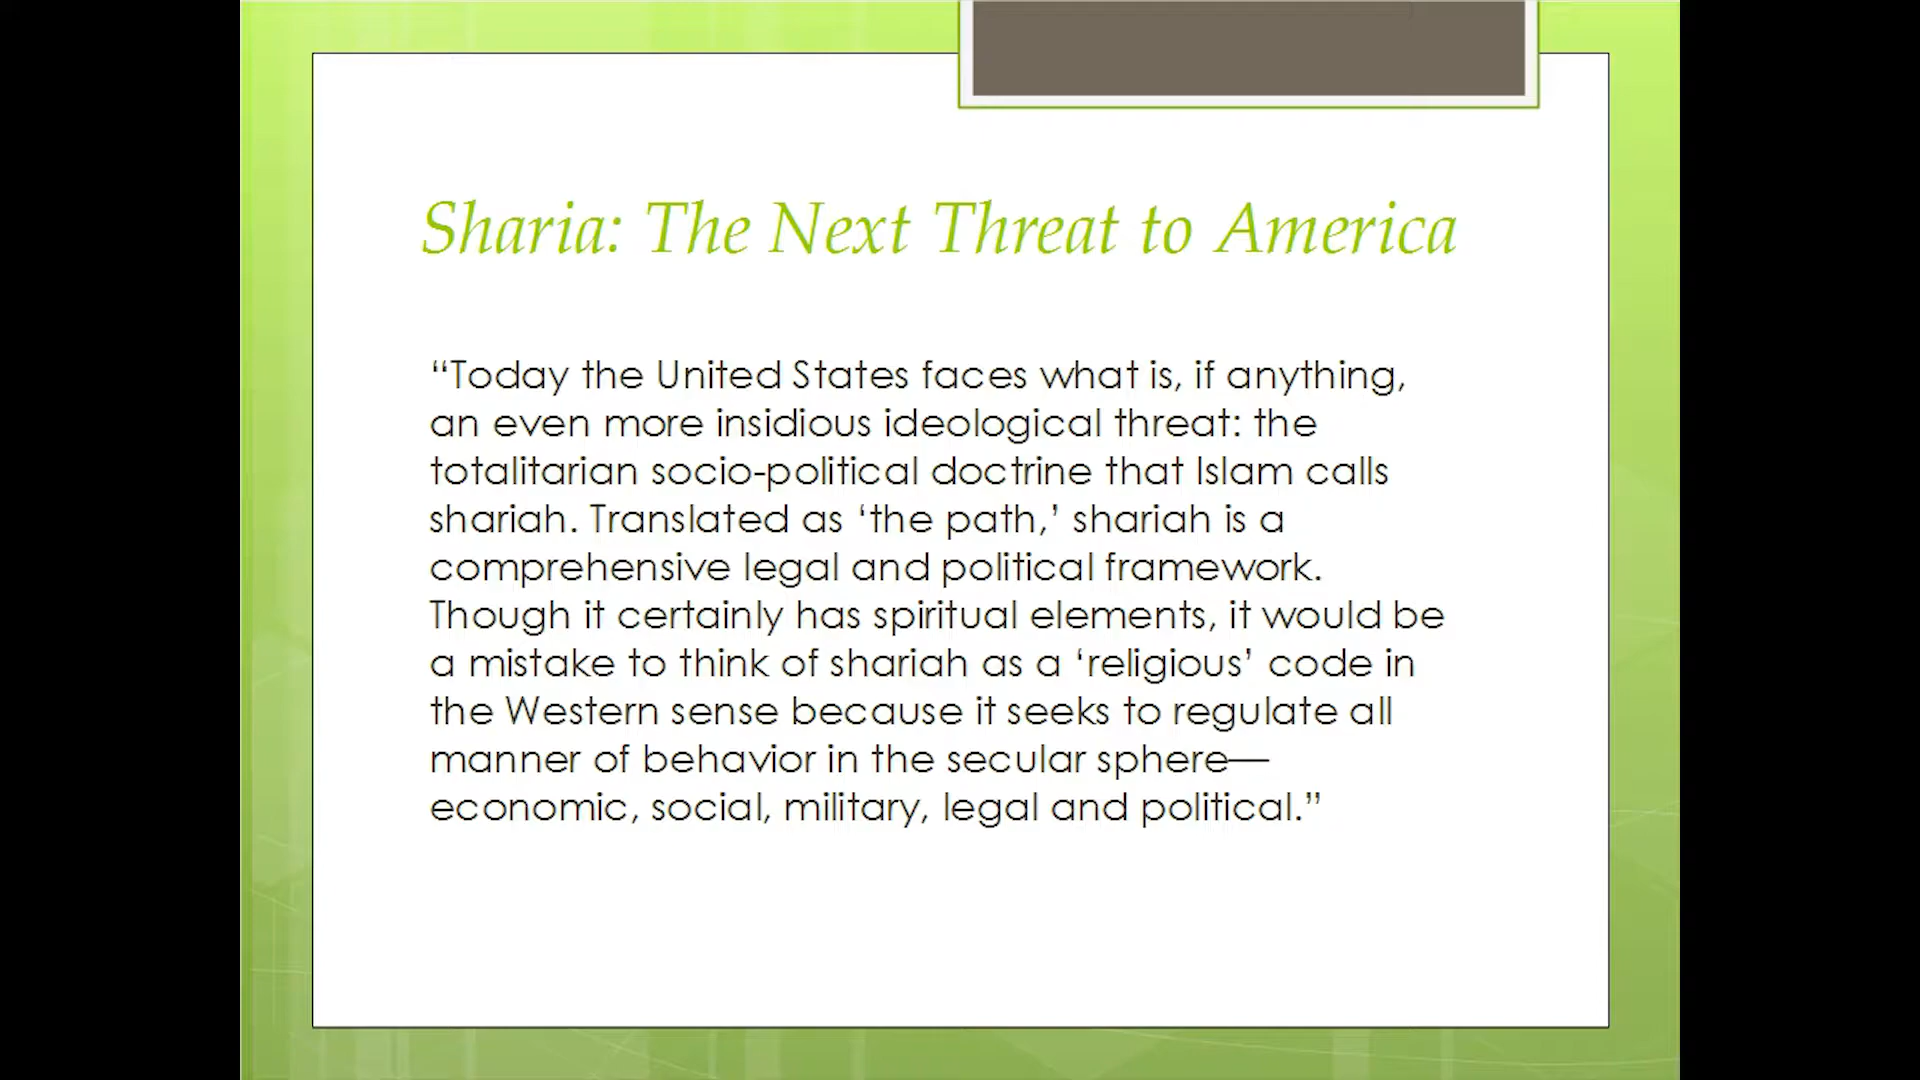 Sharia: The Next Threat to America
“Today the United States faces what is, if anything,
an even more insidious ideological threat: the
totalitarian socio-political doctrine that Islam calls
shariah. Translated as ‘the path,’ shariah is a
comprehensive legal and political framework.
Though it certainly has spiritual elements, it would be
a mistake to think of shariah as a ‘religious’ code in
the Western sense because it seeks to regulate all
manner of behavior in the secular sphere—
economic, social, military, legal and political.”